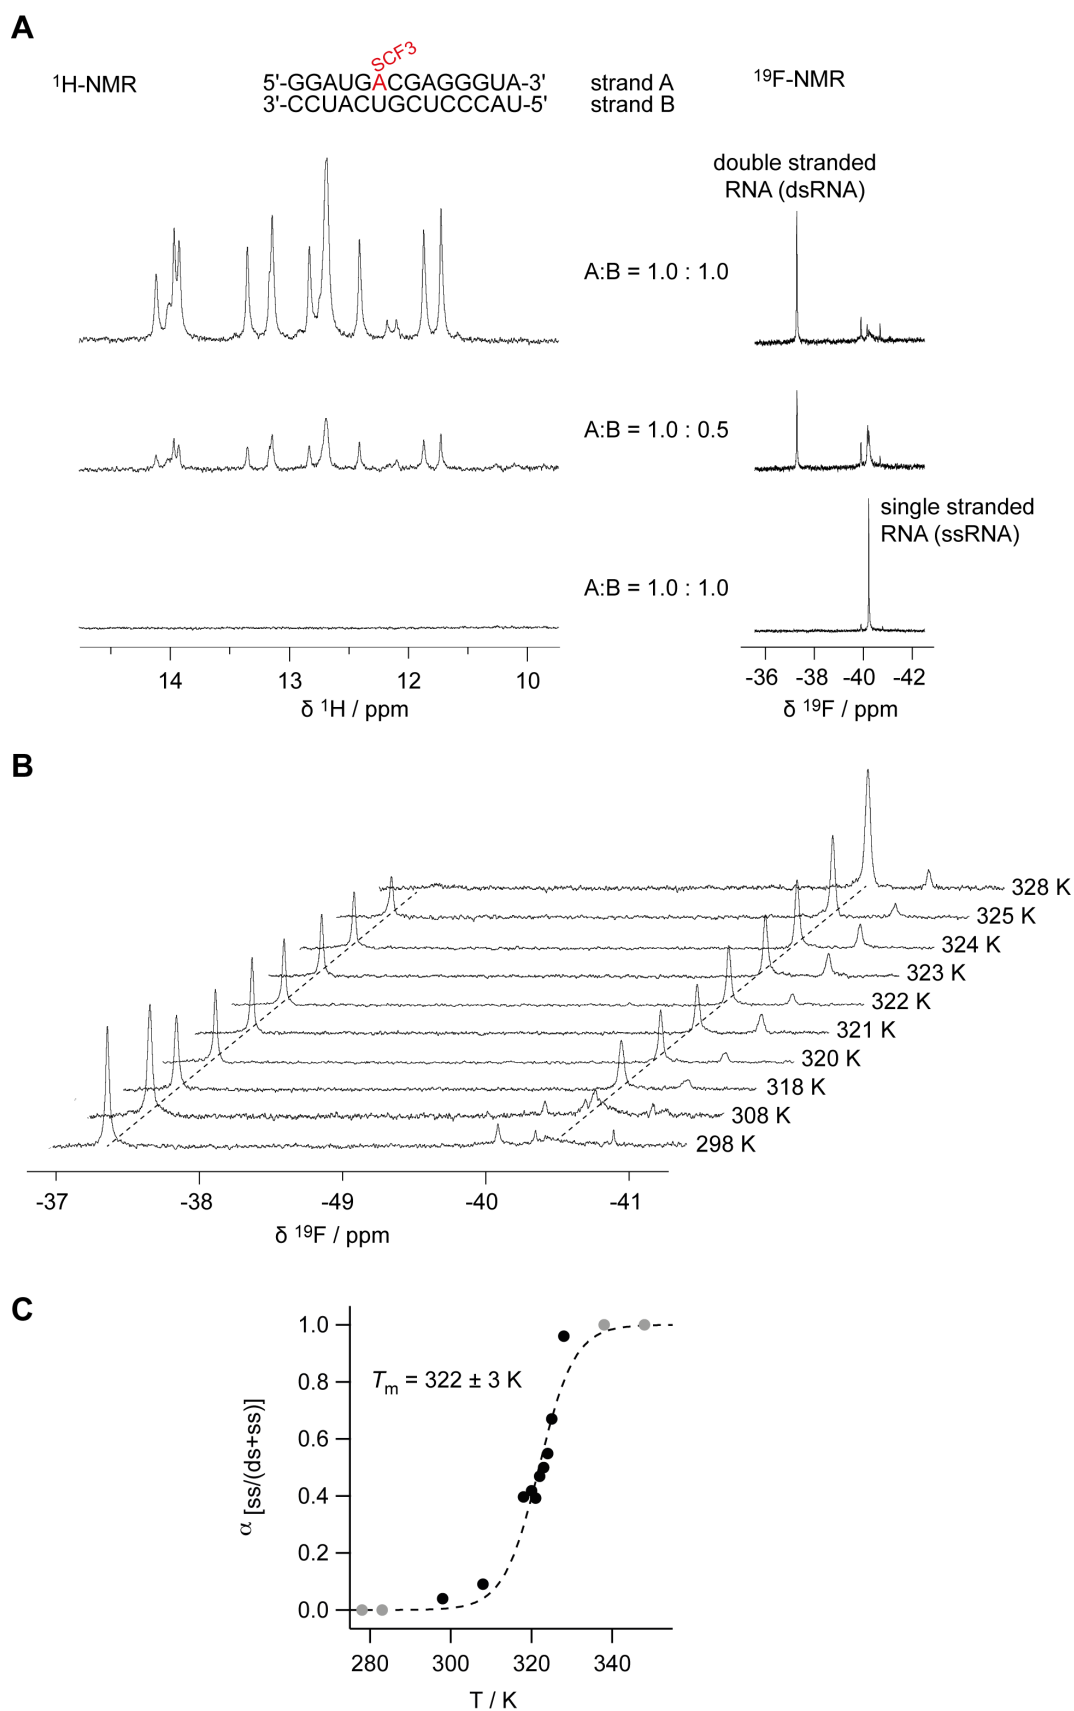 A
SCF3
¹H-NMR
5'-GGAUGACGAGGGUA-3' strand A
3'-CCUACUGCUCCCAU-5' strand B
¹⁹F-NMR
double stranded
RNA (dsRNA)
A:B = 1.0 : 1.0
A:B = 1.0 : 0.5
single stranded
RNA (ssRNA)
A:B = 1.0 : 1.0
14 13 12 10
δ ¹H / ppm
-36 -38 -40 -42
δ ¹⁹F / ppm
B
328 K
325 K
324 K
323 K
322 K
321 K
320 K
318 K
308 K
298 K
-37 -38 -49 -40 -41
δ ¹⁹F / ppm
C
α [ss/(ds+ss)]
1.0
0.8
0.6
0.4
0.2
0.0
Tm = 322 ± 3 K
280 300 320 340
T / K